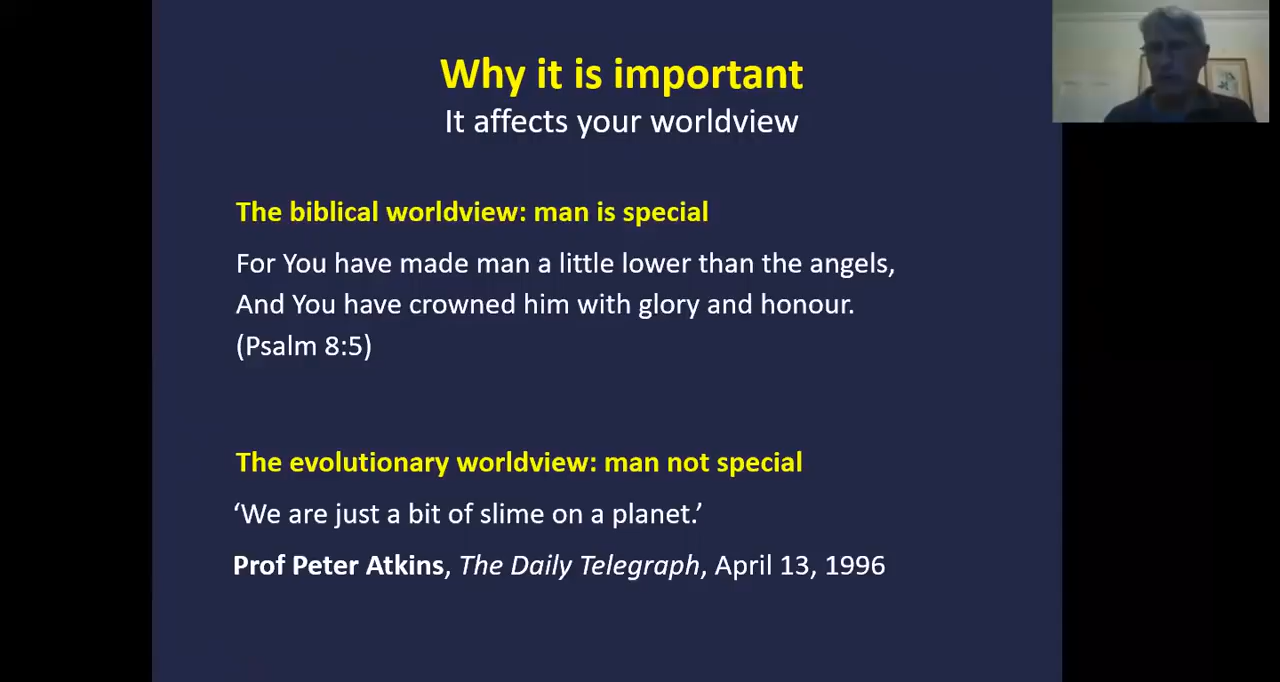 Why it is important
It affects your worldview
The biblical worldview: man is special
For You have made man a little lower than the angels,
And You have crowned him with glory and honour.
(Psalm 8:5)
The evolutionary worldview: man not special
‘We are just a bit of slime on a planet.’
Prof Peter Atkins, The Daily Telegraph, April 13, 1996